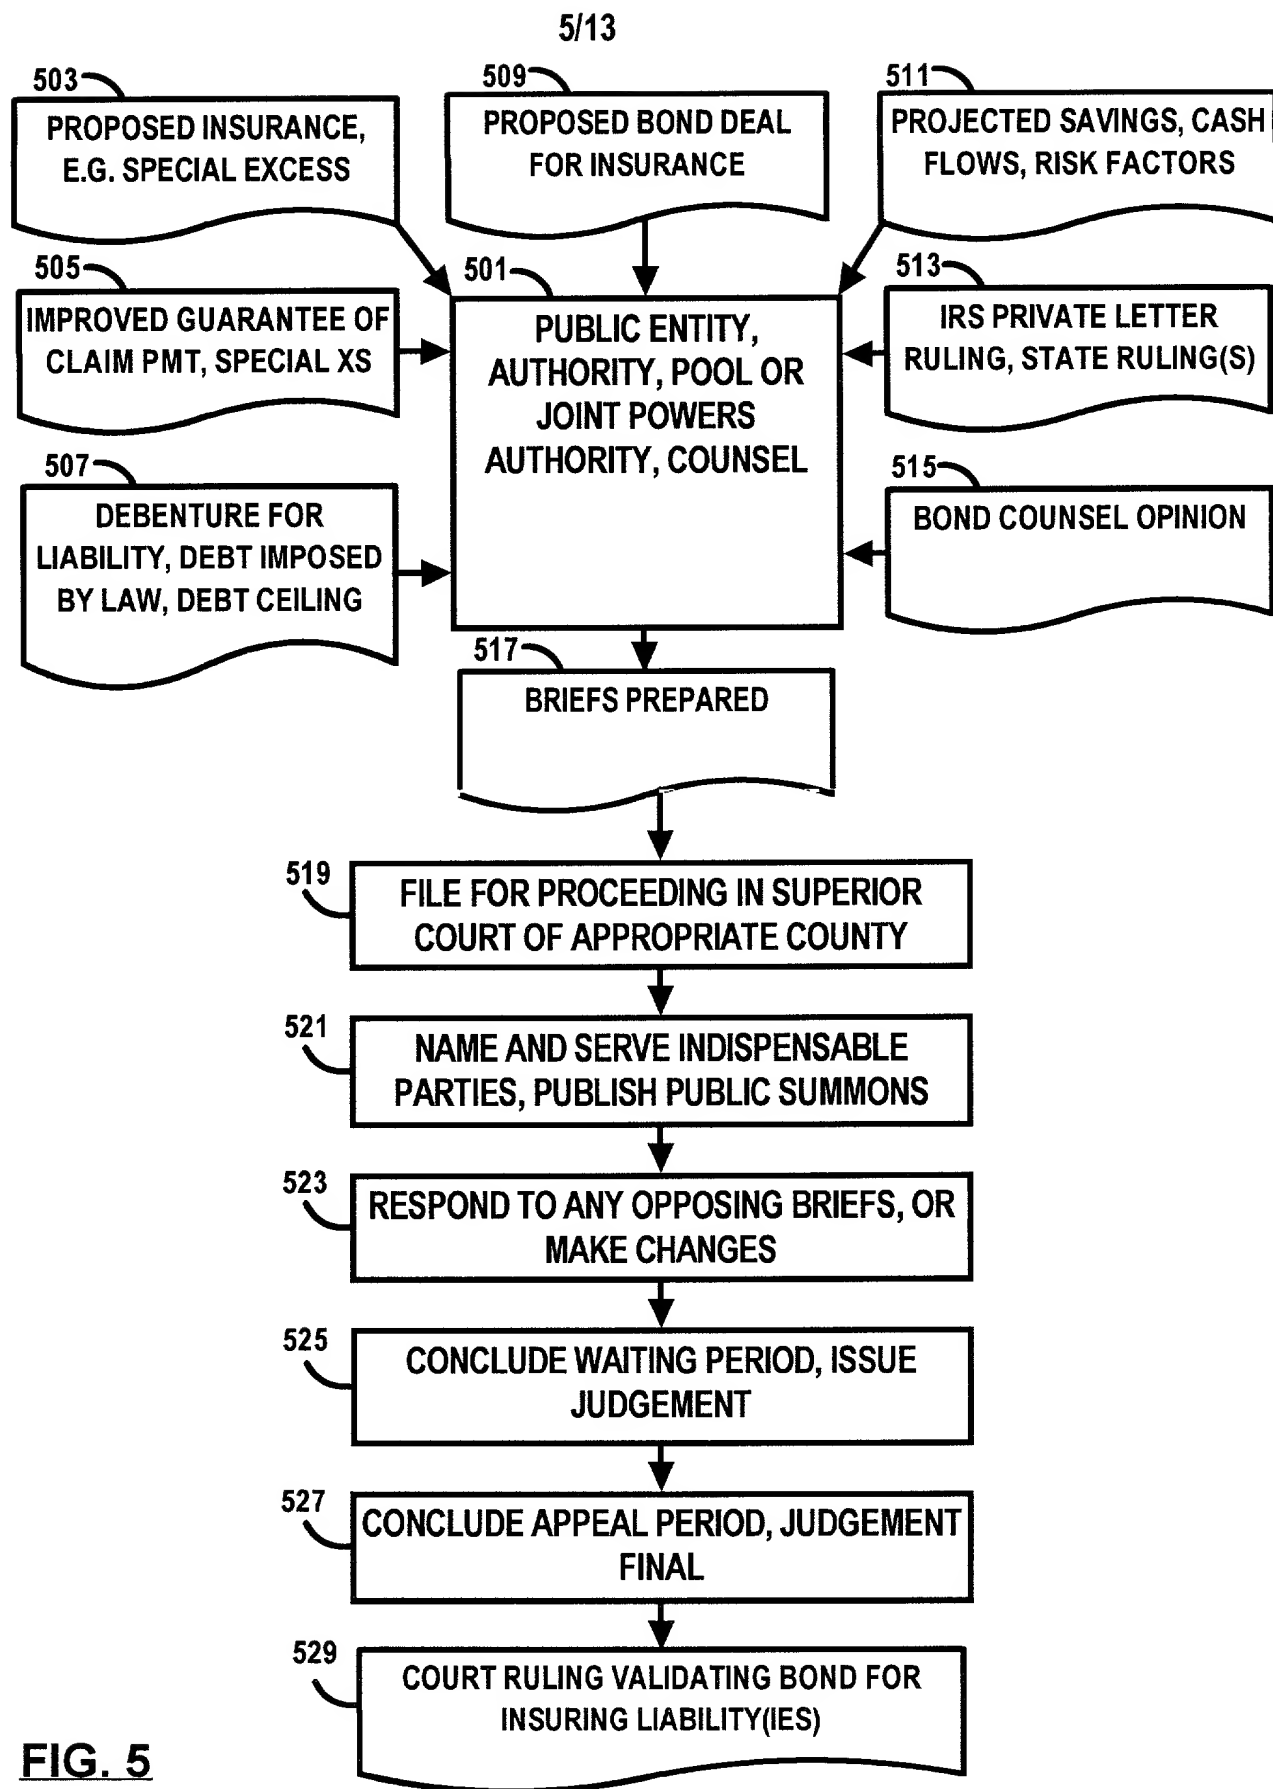 5/13
503
PROPOSED INSURANCE,
E.G. SPECIAL EXCESS
509
PROPOSED BOND DEAL
FOR INSURANCE
511
PROJECTED SAVINGS, CASH
FLOWS, RISK FACTORS
505
IMPROVED GUARANTEE OF
CLAIM PMT, SPECIAL XS
501
PUBLIC ENTITY,
AUTHORITY, POOL OR
JOINT POWERS
AUTHORITY, COUNSEL
513
IRS PRIVATE LETTER
RULING, STATE RULING(S)
507
DEBENTURE FOR
LIABILITY, DEBT IMPOSED
BY LAW, DEBT CEILING
515
BOND COUNSEL OPINION
517
BRIEFS PREPARED
519
FILE FOR PROCEEDING IN SUPERIOR
COURT OF APPROPRIATE COUNTY
521
NAME AND SERVE INDISPENSABLE
PARTIES, PUBLISH PUBLIC SUMMONS
523
RESPOND TO ANY OPPOSING BRIEFS, OR
MAKE CHANGES
525
CONCLUDE WAITING PERIOD, ISSUE
JUDGEMENT
527
CONCLUDE APPEAL PERIOD, JUDGEMENT
FINAL
529
COURT RULING VALIDATING BOND FOR
INSURING LIABILITY(IES)
FIG. 5